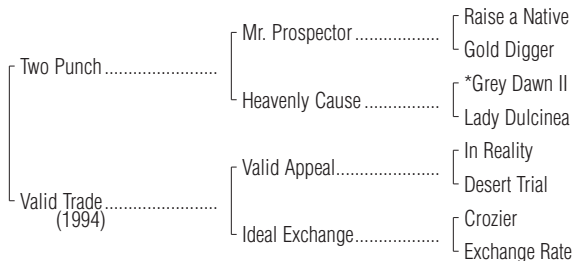 Raise a Native
Mr. Prospector ..................
Gold Digger
Two Punch ........................
*Grey Dawn II
Heavenly Cause ................
Lady Dulcinea
In Reality
Valid Appeal......................
Desert Trial
Valid Trade ........................
(1994)
Crozier
Ideal Exchange..................
Exchange Rate